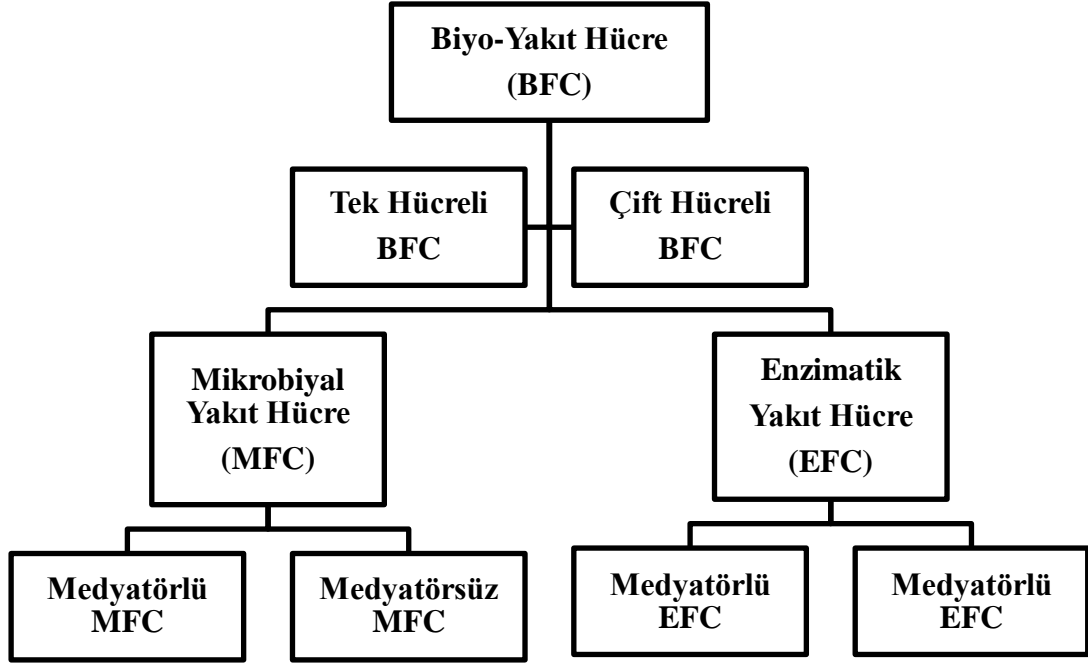 Biyo-Yakıt Hücre
(BFC)
Tek Hücreli
BFC
Çift Hücreli
BFC
Mikrobiyal
Yakıt Hücre
(MFC)
Enzimatik
Yakıt Hücre
(EFC)
Medyatörlü
MFC
Medyatörsüz
MFC
Medyatörlü
EFC
Medyatörlü
EFC